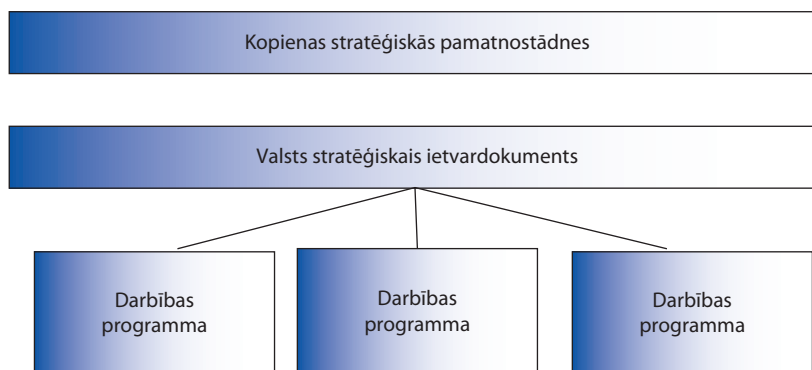 Kopienas stratēģiskās pamatnostādnes
Valsts stratēģiskais ietvardokuments
Darbības
programma
Darbības
programma
Darbības
programma